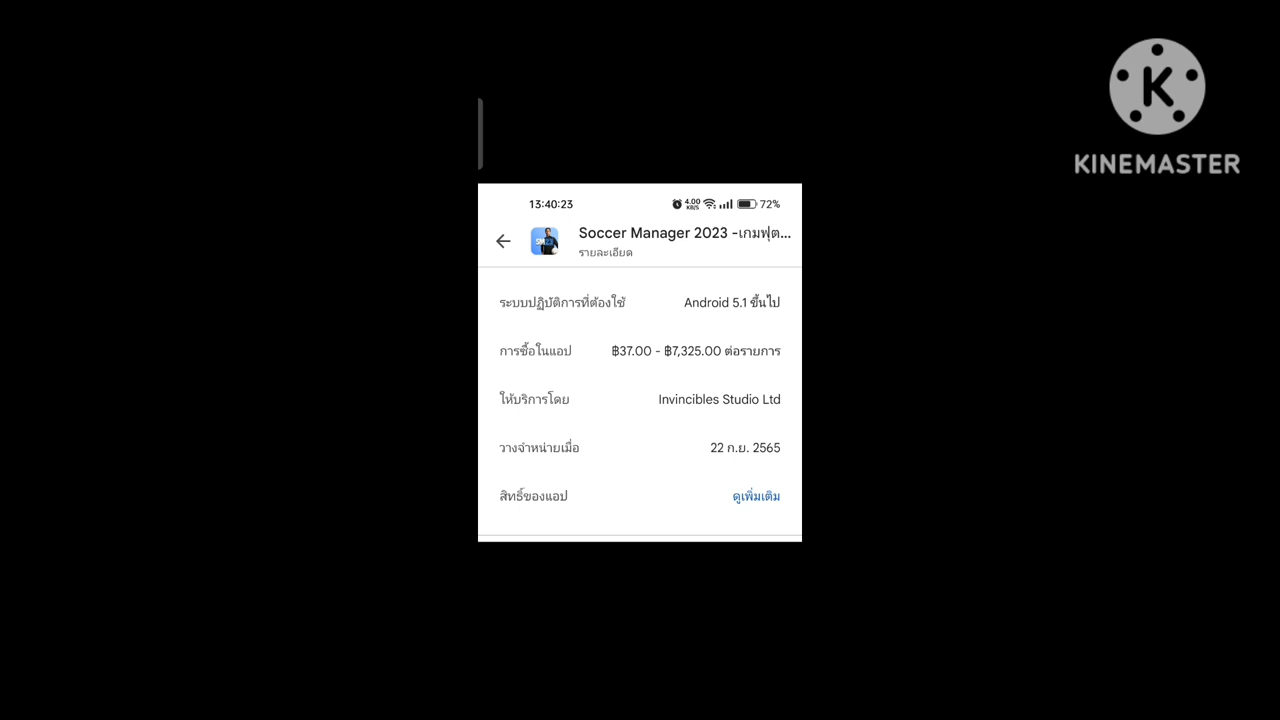 KINEMASTER
13:40:23 4.00 KB/S 72%
Soccer Manager 2023 -เกมฟุต...
รายละเอียด
ระบบปฏิบัติการที่ต้องใช้ Android 5.1 ขึ้นไป
การซื้อในแอป ฿37.00 - ฿7,325.00 ต่อรายการ
ให้บริการโดย Invincibles Studio Ltd
วางจำหน่ายเมื่อ 22 ก.ย. 2565
สิทธิ์ของแอป ดูเพิ่มเติม